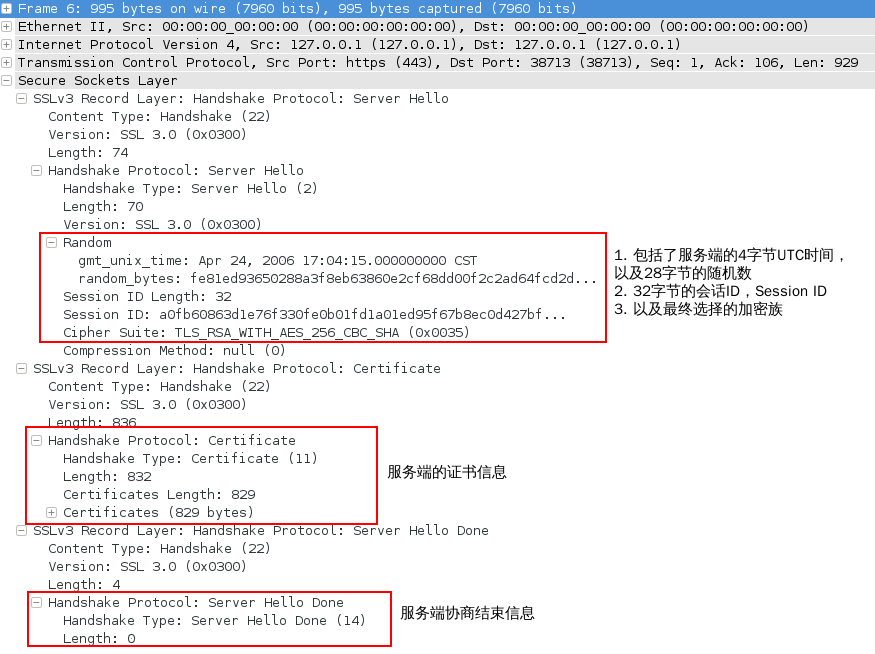 Frame 6: 995 bytes on wire (7960 bits), 995 bytes captured (7960 bits)
Ethernet II, Src: 00:00:00_00:00:00 (00:00:00:00:00:00), Dst: 00:00:00_00:00:00 (00:00:00:00:00:00)
Internet Protocol Version 4, Src: 127.0.0.1 (127.0.0.1), Dst: 127.0.0.1 (127.0.0.1)
Transmission Control Protocol, Src Port: https (443), Dst Port: 38713 (38713), Seq: 1, Ack: 106, Len: 929
Secure Sockets Layer
SSLv3 Record Layer: Handshake Protocol: Server Hello
Content Type: Handshake (22)
Version: SSL 3.0 (0x0300)
Length: 74
Handshake Protocol: Server Hello
Handshake Type: Server Hello (2)
Length: 70
Version: SSL 3.0 (0x0300)
Random
gmt_unix_time: Apr 24, 2006 17:04:15.000000000 CST
random_bytes: fe81ed93650288a3f8eb63860e2cf68dd00f2c2ad64fcd2d...
Session ID Length: 32
Session ID: a0fb60863d1e76f330fe0b01fd1a01ed95f67b8ec0d427bf...
Cipher Suite: TLS_RSA_WITH_AES_256_CBC_SHA (0x0035)
Compression Method: null (0)
1. 包括了服务端的4字节UTC时间，
以及28字节的随机数
2. 32字节的会话ID，Session ID
3. 以及最终选择的加密族
SSLv3 Record Layer: Handshake Protocol: Certificate
Content Type: Handshake (22)
Version: SSL 3.0 (0x0300)
Length: 836
Handshake Protocol: Certificate
Handshake Type: Certificate (11)
Length: 832
Certificates Length: 829
Certificates (829 bytes)
服务端的证书信息
SSLv3 Record Layer: Handshake Protocol: Server Hello Done
Content Type: Handshake (22)
Version: SSL 3.0 (0x0300)
Length: 4
Handshake Protocol: Server Hello Done
Handshake Type: Server Hello Done (14)
Length: 0
服务端协商结束信息